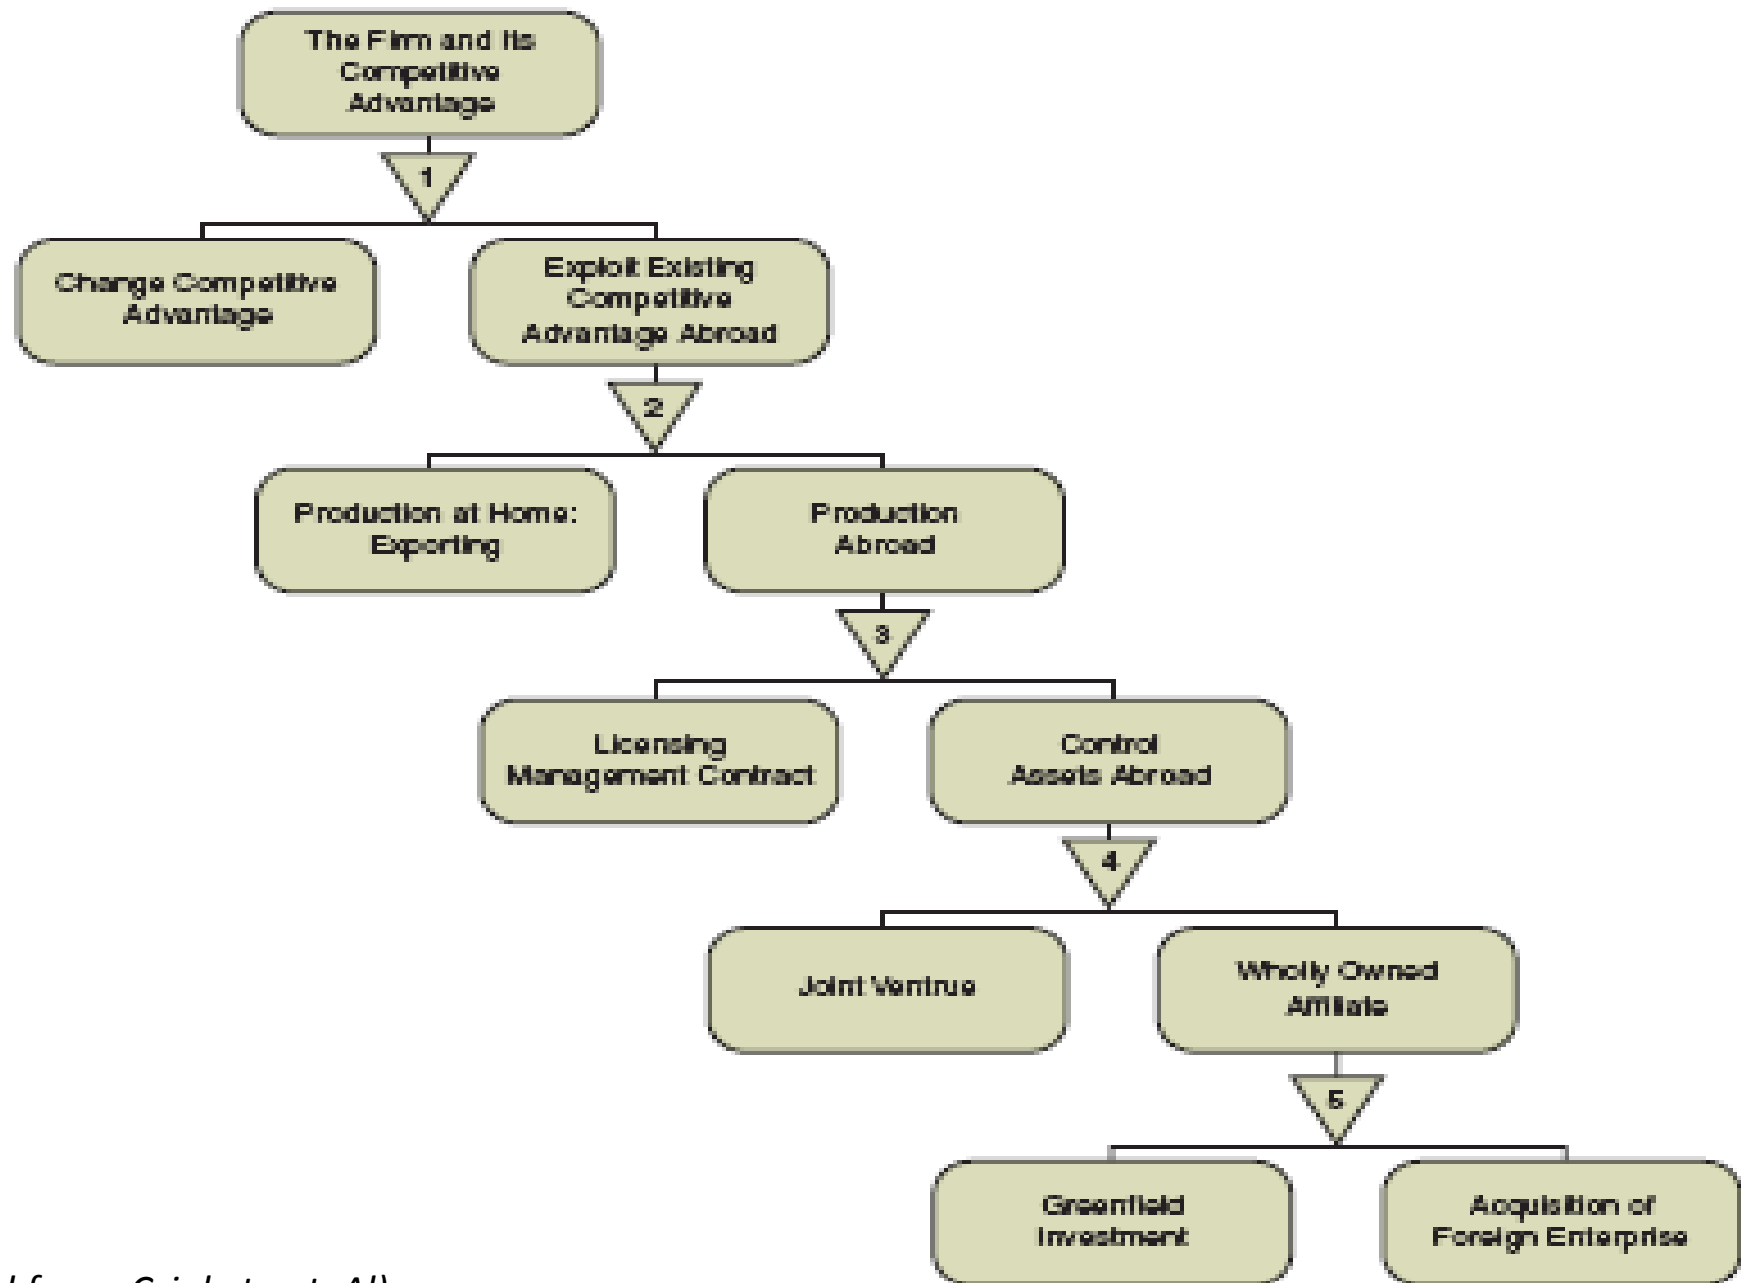 The Firm and Its
Competitive
Advantage
1
Change Competitive
Advantage
Exploit Existing
Competitive
Advantage Abroad
2
Production at Home:
Exporting
Production
Abroad
3
Licensing
Management Contract
Control
Assets Abroad
4
Joint Ventrue
Wholly Owned
Affiliate
5
Greenfield
Investment
Acquisition of
Foreign Enterprise